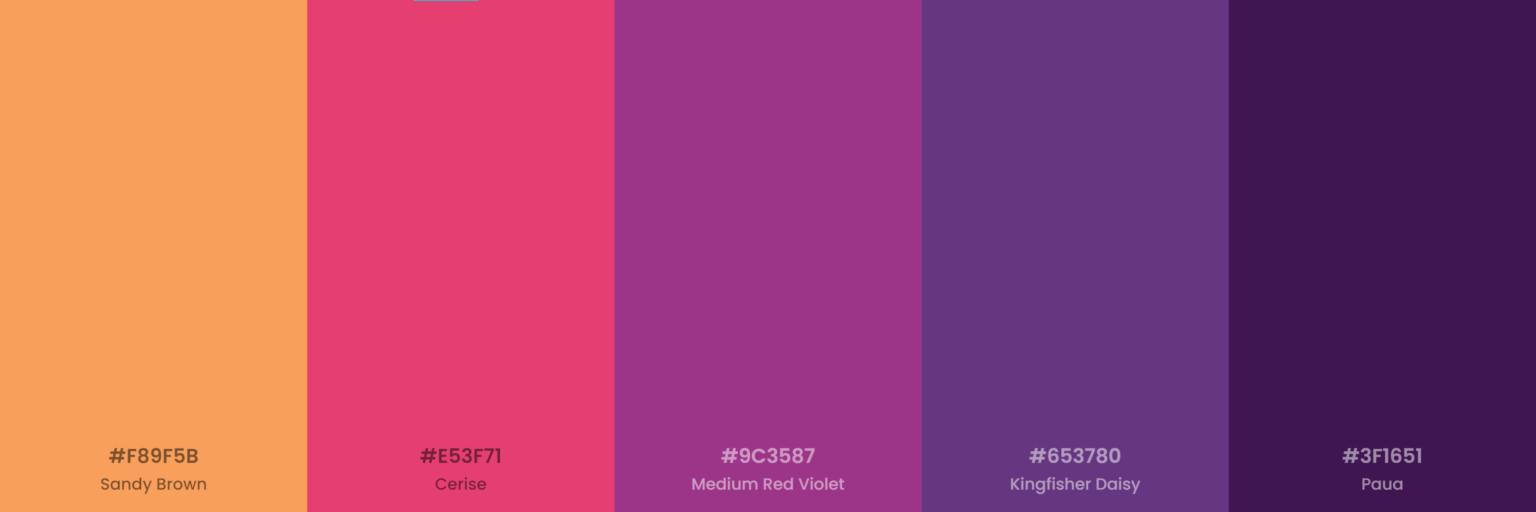 #F89F5B
Sandy Brown
#E53F71
Cerise
#9C3587
Medium Red Violet
#653780
Kingfisher Daisy
#3F1651
Paua